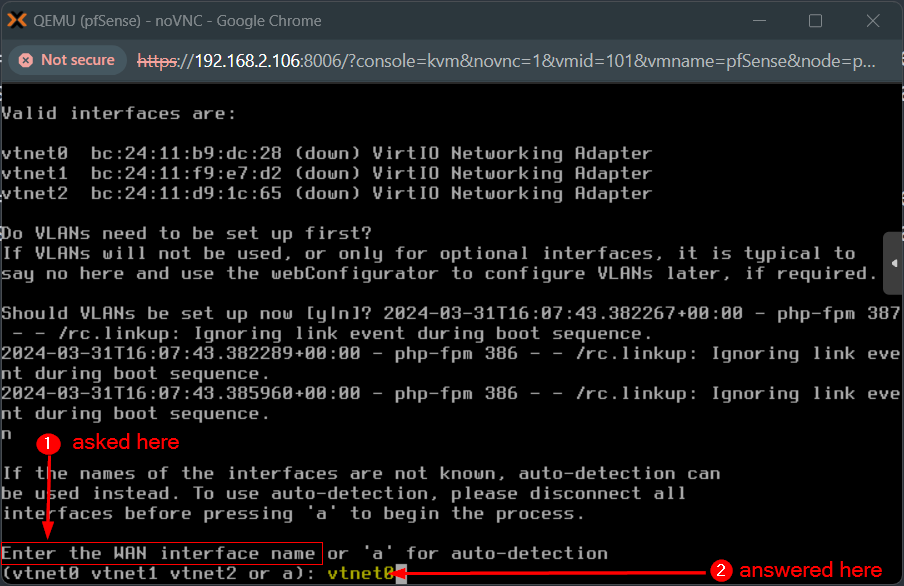 QEMU (pfSense) - noVNC - Google Chrome
Not secure https://192.168.2.106:8006/?console=kvm&novnc=1&vmid=101&vmname=pfSense&node=p...
Valid interfaces are:
vtnet0  bc:24:11:b9:dc:28 (down) VirtIO Networking Adapter
vtnet1  bc:24:11:f9:e7:d2 (down) VirtIO Networking Adapter
vtnet2  bc:24:11:d9:1c:65 (down) VirtIO Networking Adapter
Do VLANs need to be set up first?
If VLANs will not be used, or only for optional interfaces, it is typical to
say no here and use the webConfigurator to configure VLANs later, if required.
Should VLANs be set up now [y|n]? 2024-03-31T16:07:43.382267+00:00 - php-fpm 387
- - /rc.linkup: Ignoring link event during boot sequence.
2024-03-31T16:07:43.382289+00:00 - php-fpm 386 - - /rc.linkup: Ignoring link eve
nt during boot sequence.
2024-03-31T16:07:43.385960+00:00 - php-fpm 386 - - /rc.linkup: Ignoring link eve
nt during boot sequence.
n
1 asked here
If the names of the interfaces are not known, auto-detection can
be used instead. To use auto-detection, please disconnect all
interfaces before pressing 'a' to begin the process.
Enter the WAN interface name or 'a' for auto-detection
(vtnet0 vtnet1 vtnet2 or a): vtnet0
2 answered here